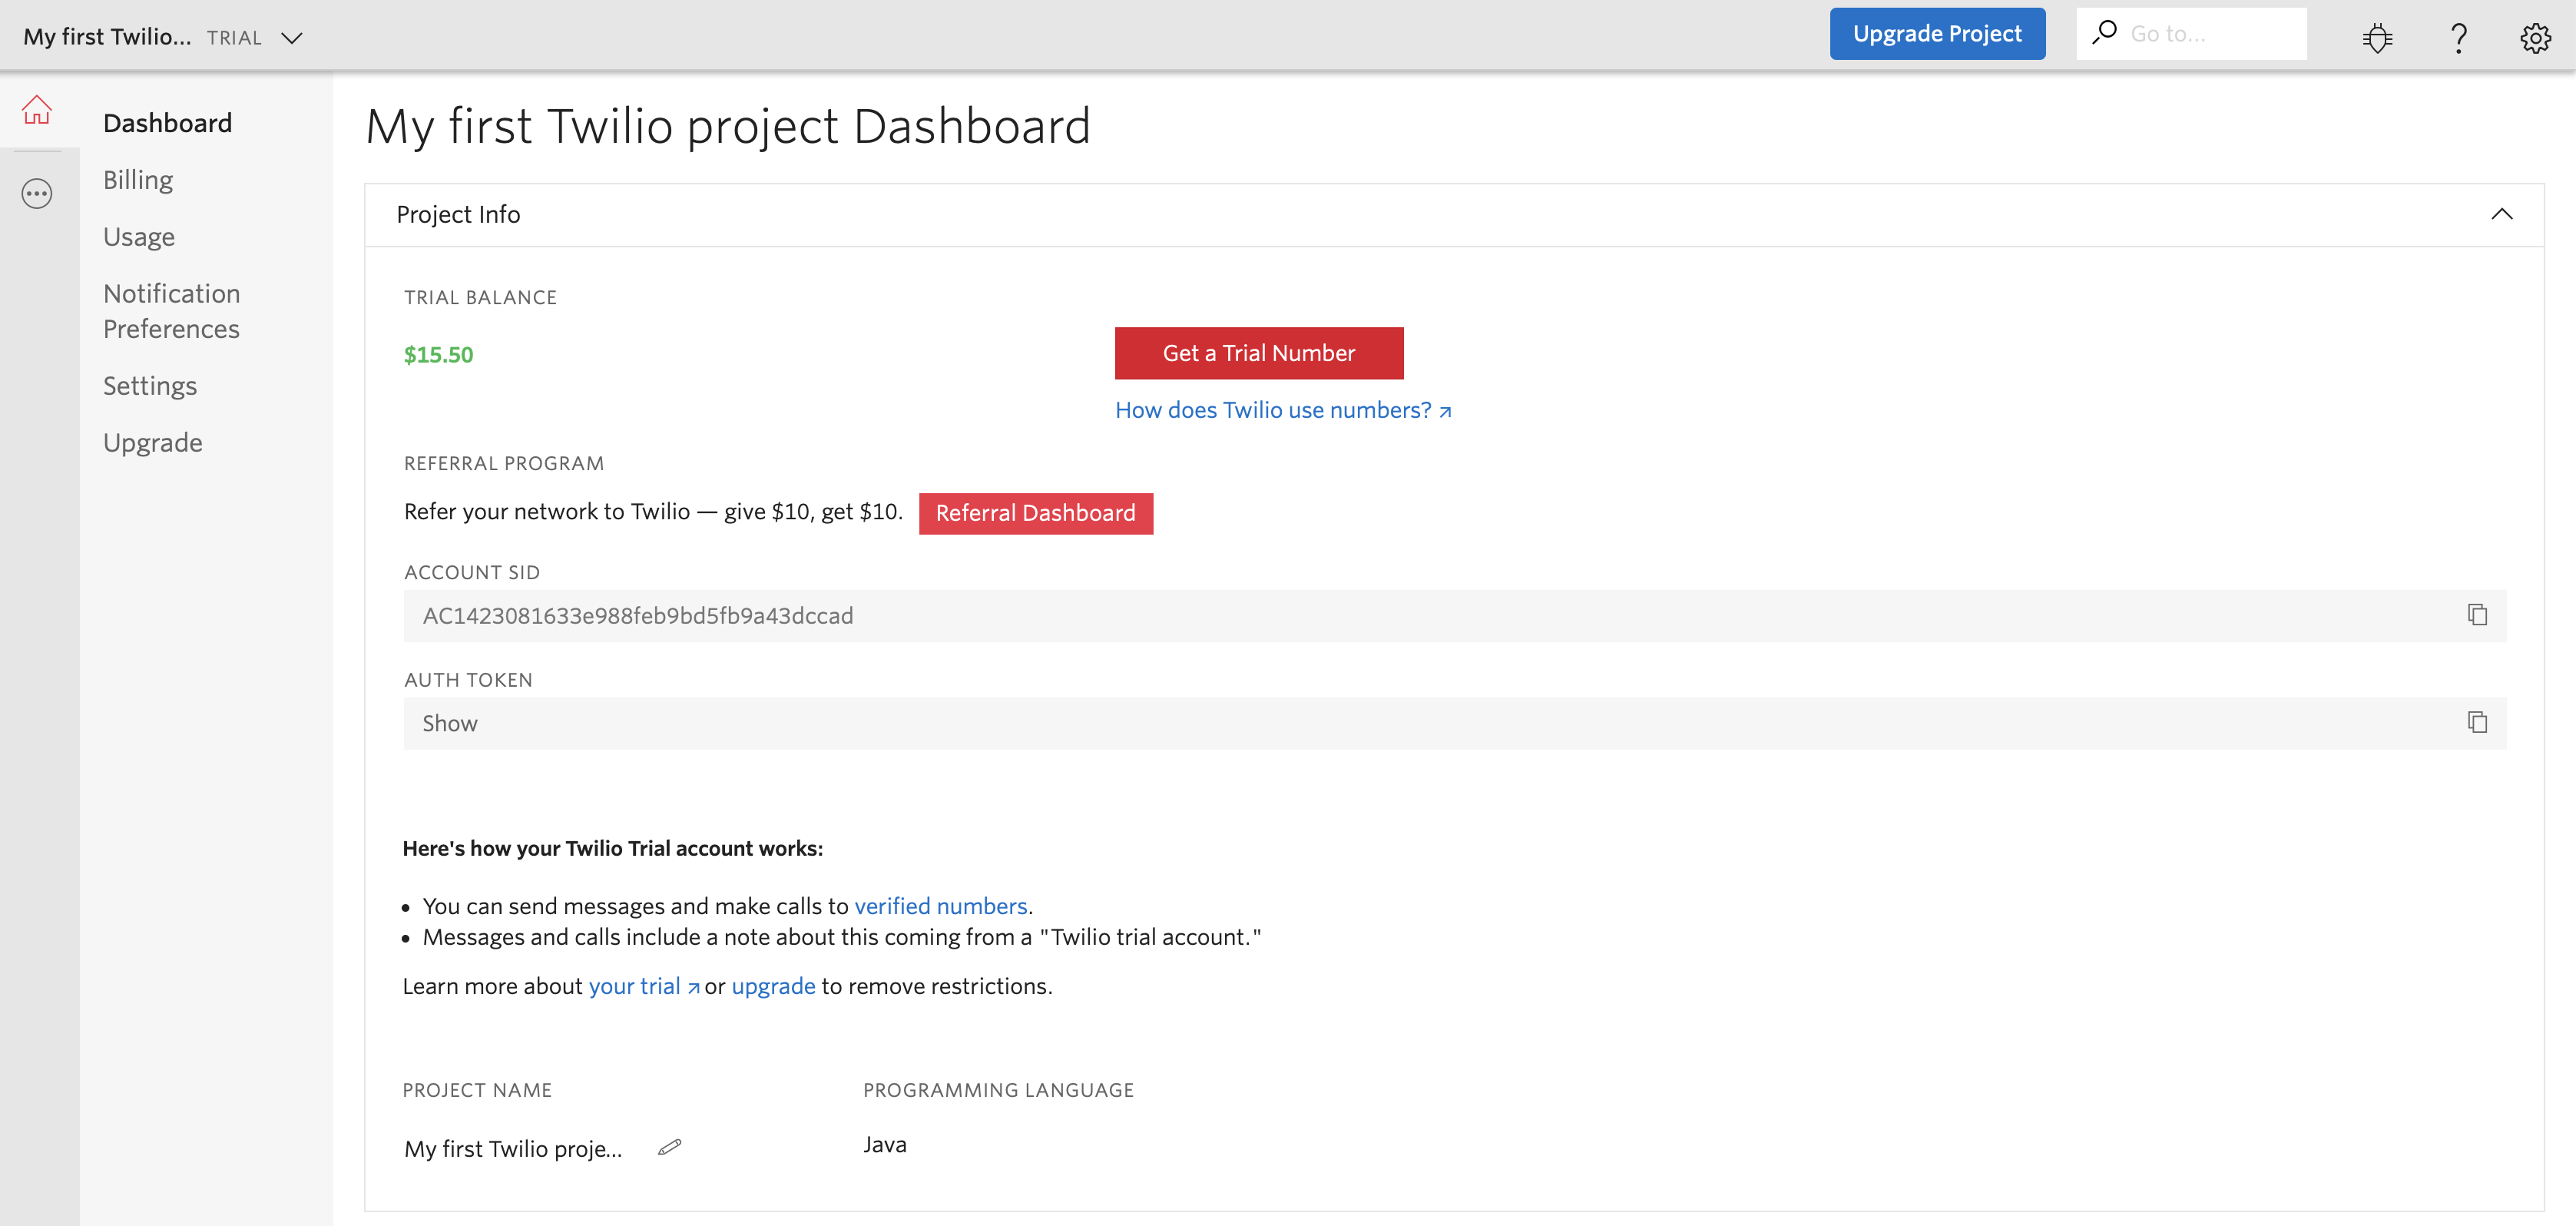 My first Twilio... TRIAL
Upgrade Project
Go to...
Dashboard
Billing
Usage
Notification
Preferences
Settings
Upgrade
My first Twilio project Dashboard
Project Info
TRIAL BALANCE
$15.50
Get a Trial Number
How does Twilio use numbers?
REFERRAL PROGRAM
Refer your network to Twilio — give $10, get $10. Referral Dashboard
ACCOUNT SID
AC1423081633e988feb9bd5fb9a43dccad
AUTH TOKEN
Show
Here's how your Twilio Trial account works:
• You can send messages and make calls to verified numbers.
• Messages and calls include a note about this coming from a "Twilio trial account."
Learn more about your trial or upgrade to remove restrictions.
PROJECT NAME
My first Twilio proje...
PROGRAMMING LANGUAGE
Java